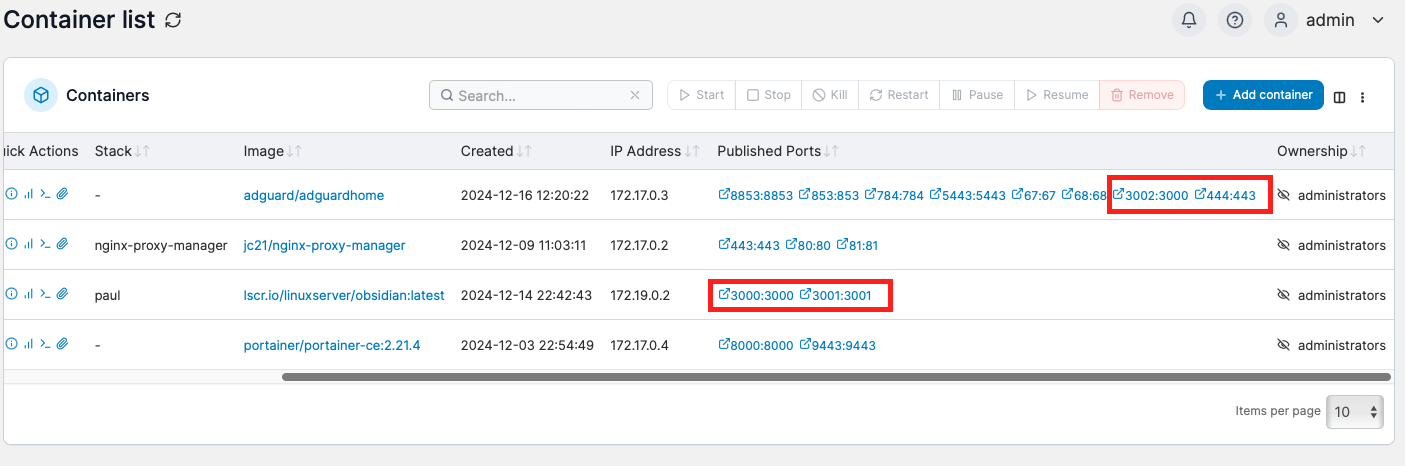 Container list
admin
Containers
Search...
Start
Stop
Kill
Restart
Pause
Resume
Remove
+ Add container
uick Actions Stack Image Created IP Address Published Ports Ownership
- adguard/adguardhome 2024-12-16 12:20:22 172.17.0.3 8853:8853 853:853 784:784 5443:5443 67:67 68:68 3002:3000 444:443 administrators
nginx-proxy-manager jc21/nginx-proxy-manager 2024-12-09 11:03:11 172.17.0.2 443:443 80:80 81:81 administrators
paul lscr.io/linuxserver/obsidian:latest 2024-12-14 22:42:43 172.19.0.2 3000:3000 3001:3001 administrators
- portainer/portainer-ce:2.21.4 2024-12-03 22:54:49 172.17.0.4 8000:8000 9443:9443 administrators
Items per page 10